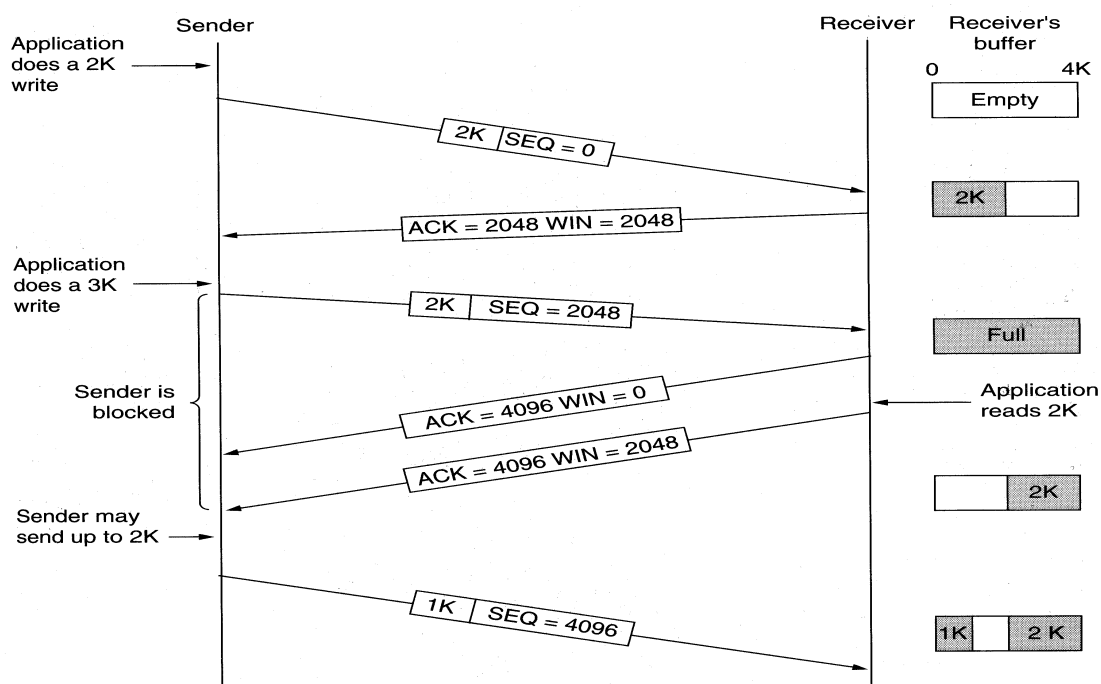 Sender
Receiver
Receiver's
buffer
Application
does a 2K
write
0
4K
Empty
2K
SEQ = 0
2K
ACK = 2048 WIN = 2048
Application
does a 3K
write
2K
SEQ = 2048
Full
Sender is
blocked
ACK = 4096 WIN = 0
Application
reads 2K
ACK = 4096 WIN = 2048
2K
Sender may
send up to 2K
1K
SEQ = 4096
1K
2 K